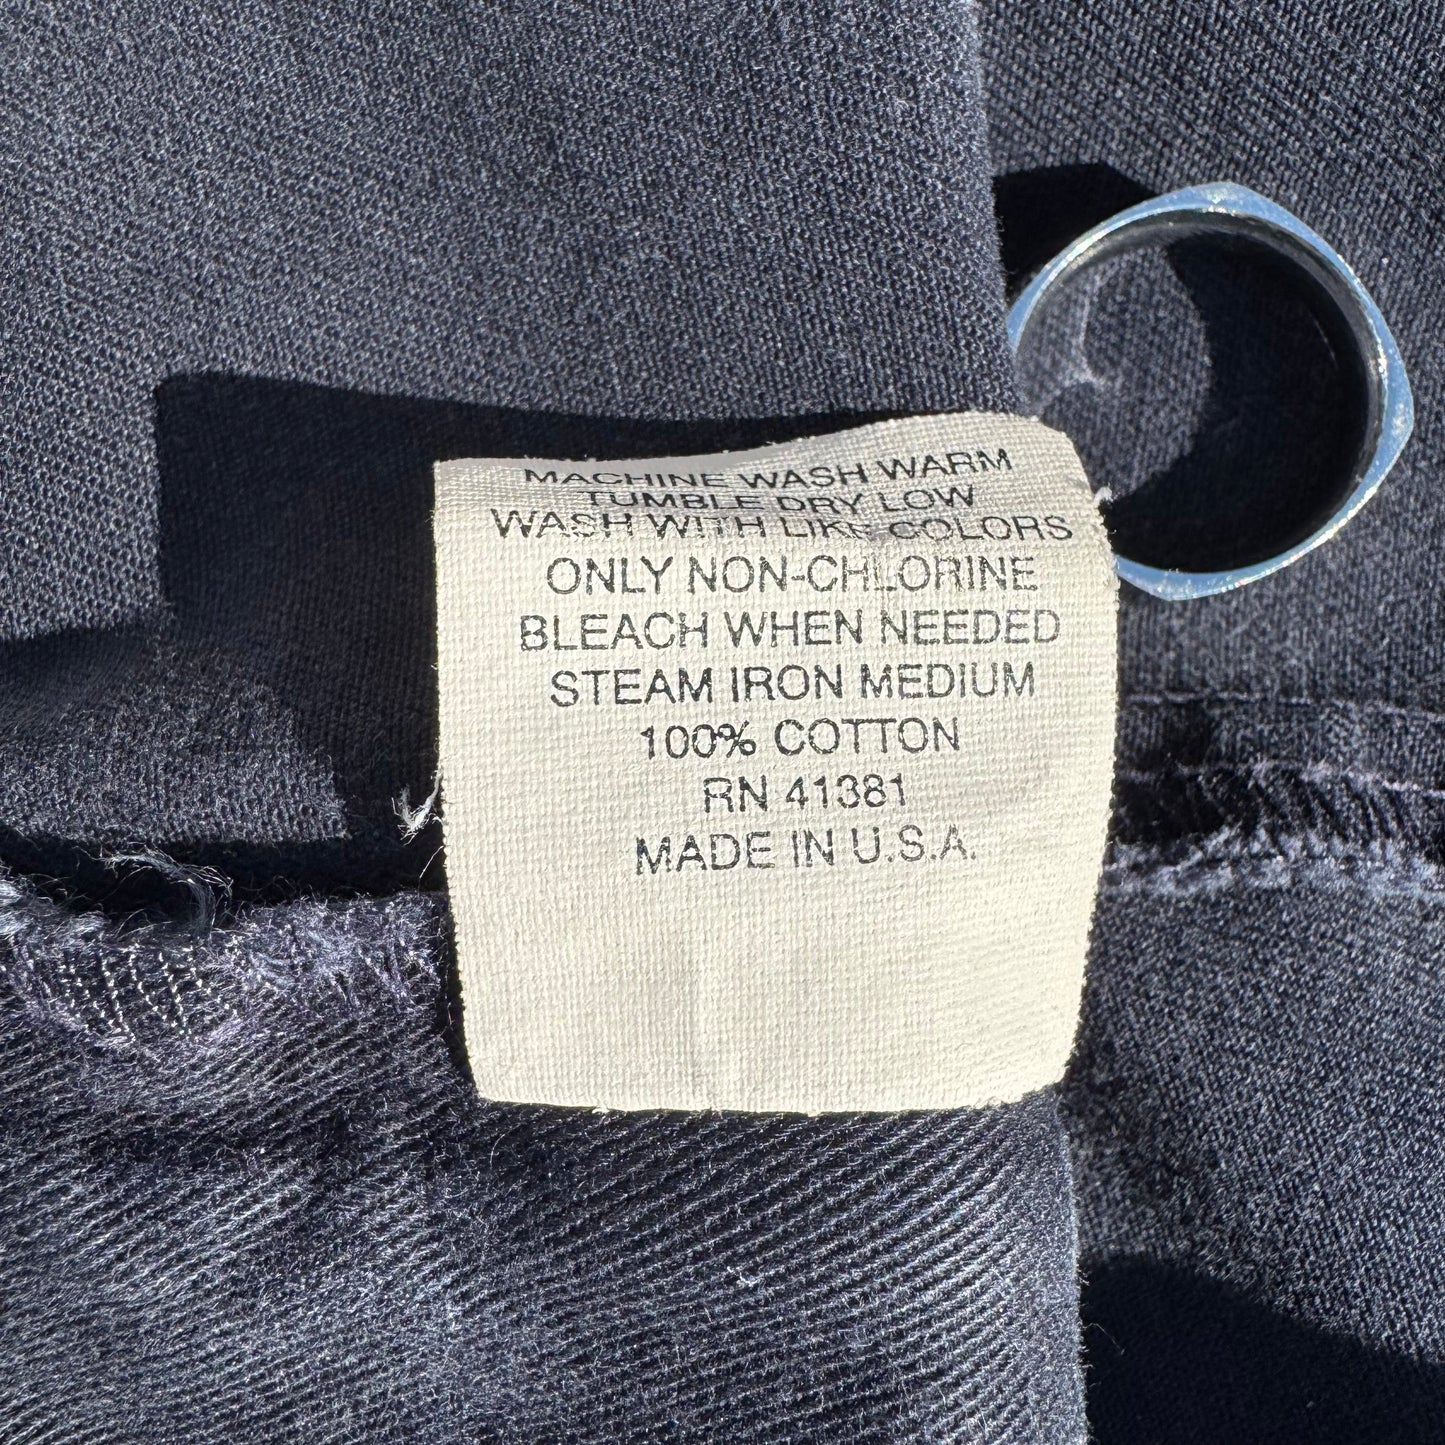 MACHINE WASH WARM
TUMBLE DRY LOW
WASH WITH LIKE COLORS
ONLY NON-CHLORINE
BLEACH WHEN NEEDED
STEAM IRON MEDIUM
100% COTTON
RN 41381
MADE IN U.S.A.